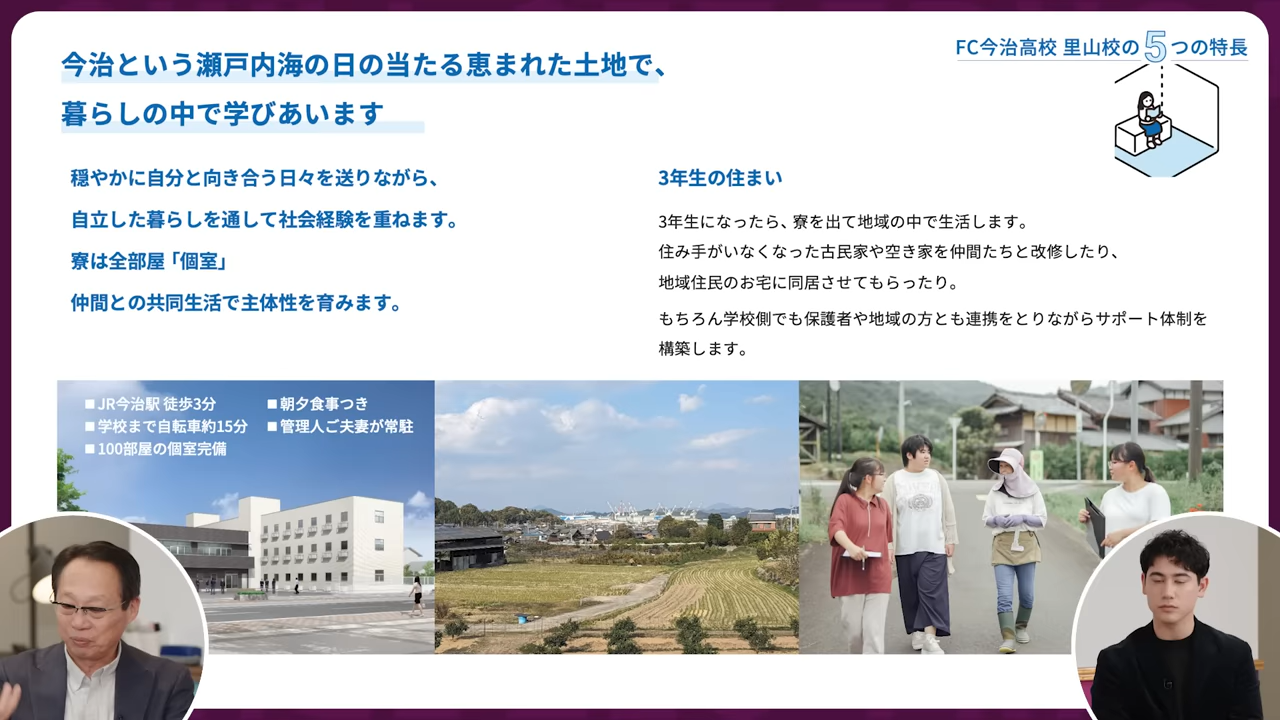 FC今治高校 里山校の5つの特長
今治という瀬戸内海の日の当たる恵まれた土地で、
暮らしの中で学びあいます
穏やかに自分と向き合う日々を送りながら、
自立した暮らしを通して社会経験を重ねます。
寮は全部屋「個室」
仲間との共同生活で主体性を育みます。
3年生の住まい
3年生になったら、寮を出て地域の中で生活します。
住み手がいなくなった古民家や空き家を仲間たちと改修したり、
地域住民のお宅に同居させてもらったり。
もちろん学校側でも保護者や地域の方とも連携をとりながらサポート体制を
構築します。
■JR今治駅 徒歩3分
■学校まで自転車約15分
■100部屋の個室完備
■朝夕食事つき
■管理人ご夫妻が常駐